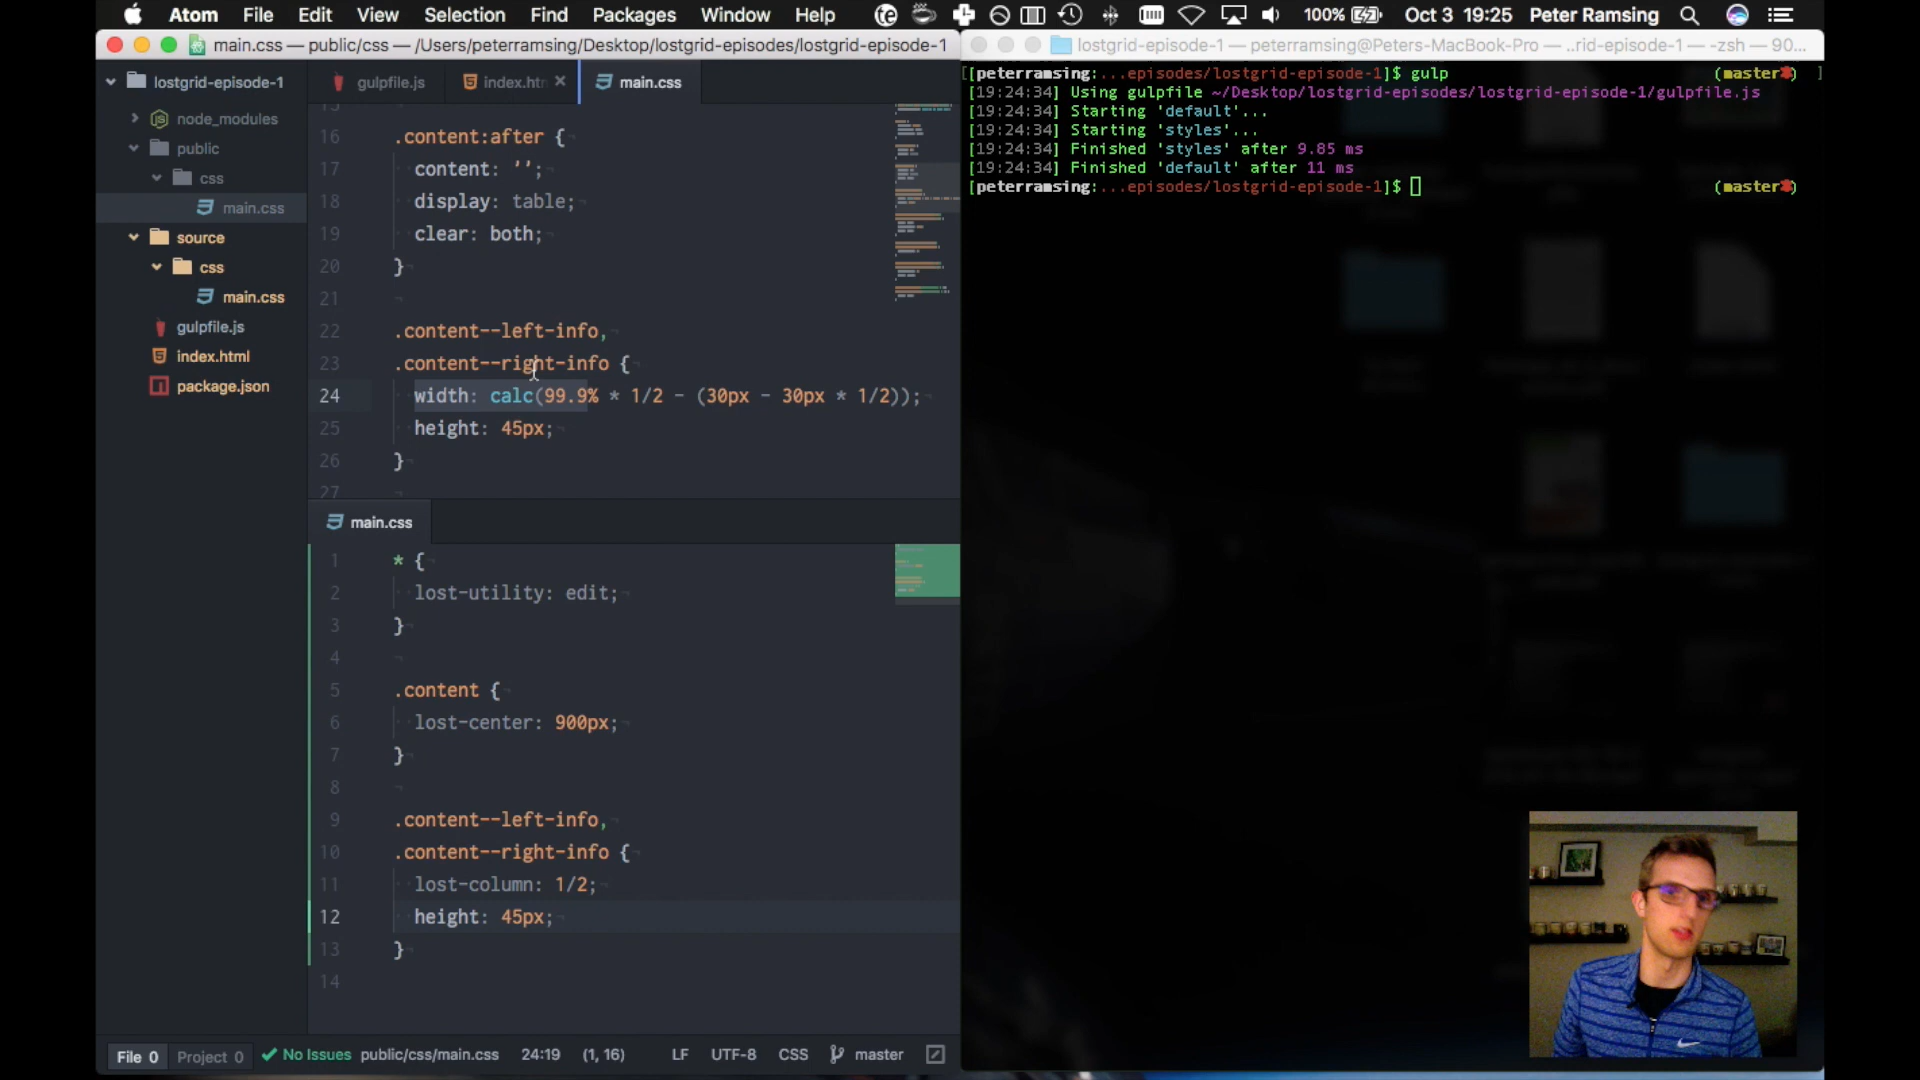 Atom File Edit View Selection Find Packages Window Help 100% Oct 3 19:25 Peter Ramsing
main.css — public/css — /Users/peterramsing/Desktop/lostgrid-episodes/lostgrid-episode-1
lostgrid-episode-1 — peterramsing@Peters-MacBook-Pro — ..rid-episode-1 — -zsh — 90...
lostgrid-episode-1
node_modules
public
css
main.css
source
css
main.css
gulpfile.js
index.html
package.json
gulpfile.js index.htn main.css
15
16 .content:after {
17 content: '';
18 display: table;
19 clear: both;
20 }
21
22 .content--left-info,
23 .content--right-info {
24 width: calc(99.9% * 1/2 - (30px - 30px * 1/2));
25 height: 45px;
26 }
27
main.css
1 * {
2 lost-utility: edit;
3 }
4
5 .content {
6 lost-center: 900px;
7 }
8
9 .content--left-info,
10 .content--right-info {
11 lost-column: 1/2;
12 height: 45px;
13 }
14
File 0 Project 0 No Issues public/css/main.css 24:19 (1, 16) LF UTF-8 CSS master
[[peterramsing:...episodes/lostgrid-episode-1]$ gulp (master ) ]
[19:24:34] Using gulpfile ~/Desktop/lostgrid-episodes/lostgrid-episode-1/gulpfile.js
[19:24:34] Starting 'default'...
[19:24:34] Starting 'styles'...
[19:24:34] Finished 'styles' after 9.85 ms
[19:24:34] Finished 'default' after 11 ms
[peterramsing:...episodes/lostgrid-episode-1]$ (master )